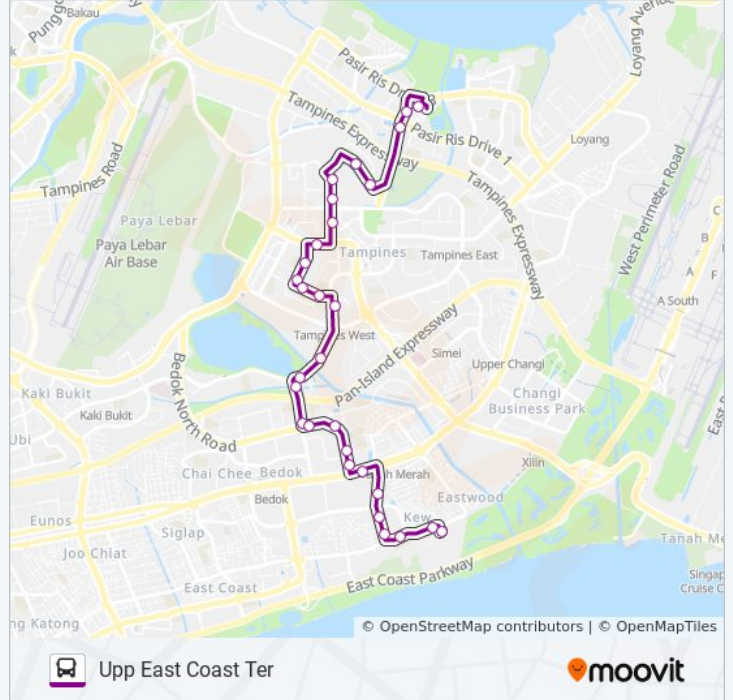 Bakau
Loyang Avenu
Pasir Ris Dr
Tampines Expressway
Pasir Ris Drive 1
Loyang
Tampines Road
Paya Lebar
Tampines Expressway
West Perimeter Road
Paya Lebar
Air Base
Tampines
Tampines East
C
B
A
F
A South
Tampines West
Pan-Island Expressway
Simei
Upper Changi
Bedok North Road
Kaki Bukit
Changi
Business Park
Kaki Bukit
Ubi
Xilin
Chai Chee
Bedok
h Merah
Bedok
Eastwood
Eunos
Kew
Siglap
Tanah Me
Joo Chiat
East Coast Parkway
Singap
Cruise C
East Coast
ng Katong
© OpenStreetMap contributors | © OpenMapTiles
Upp East Coast Ter
moovit